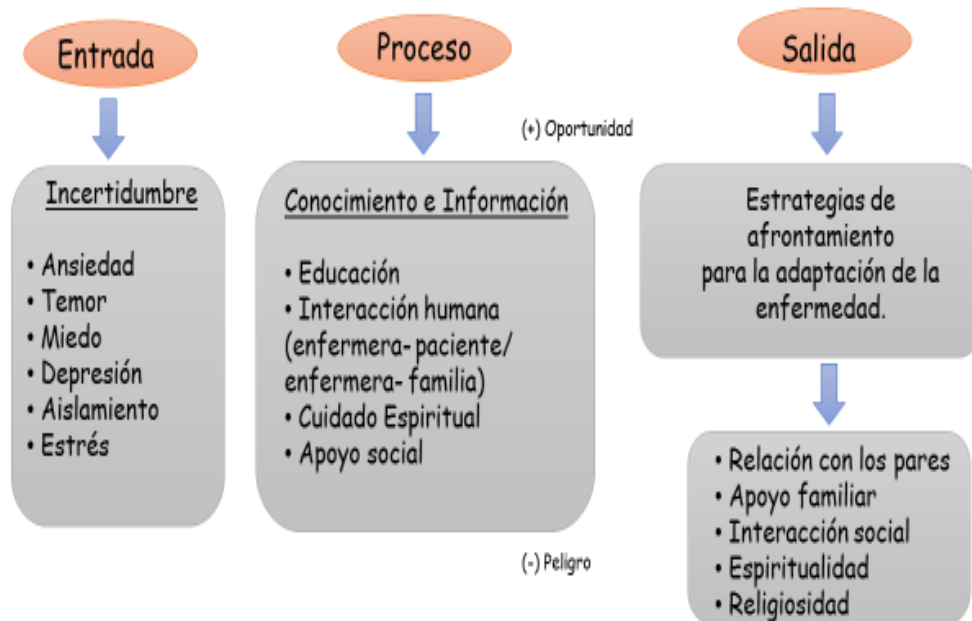 Entrada
Incertidumbre
• Ansiedad
• Temor
• Miedo
• Depresión
• Aislamiento
• Estrés
Proceso
(+) Oportunidad
Conocimiento e Información
• Educación
• Interacción humana
(enfermera- paciente/
enfermera- familia)
• Cuidado Espiritual
• Apoyo social
(-) Peligro
Salida
Estrategias de
afrontamiento
para la adaptación de la
enfermedad.
• Relación con los pares
• Apoyo familiar
• Interacción social
• Espiritualidad
• Religiosidad